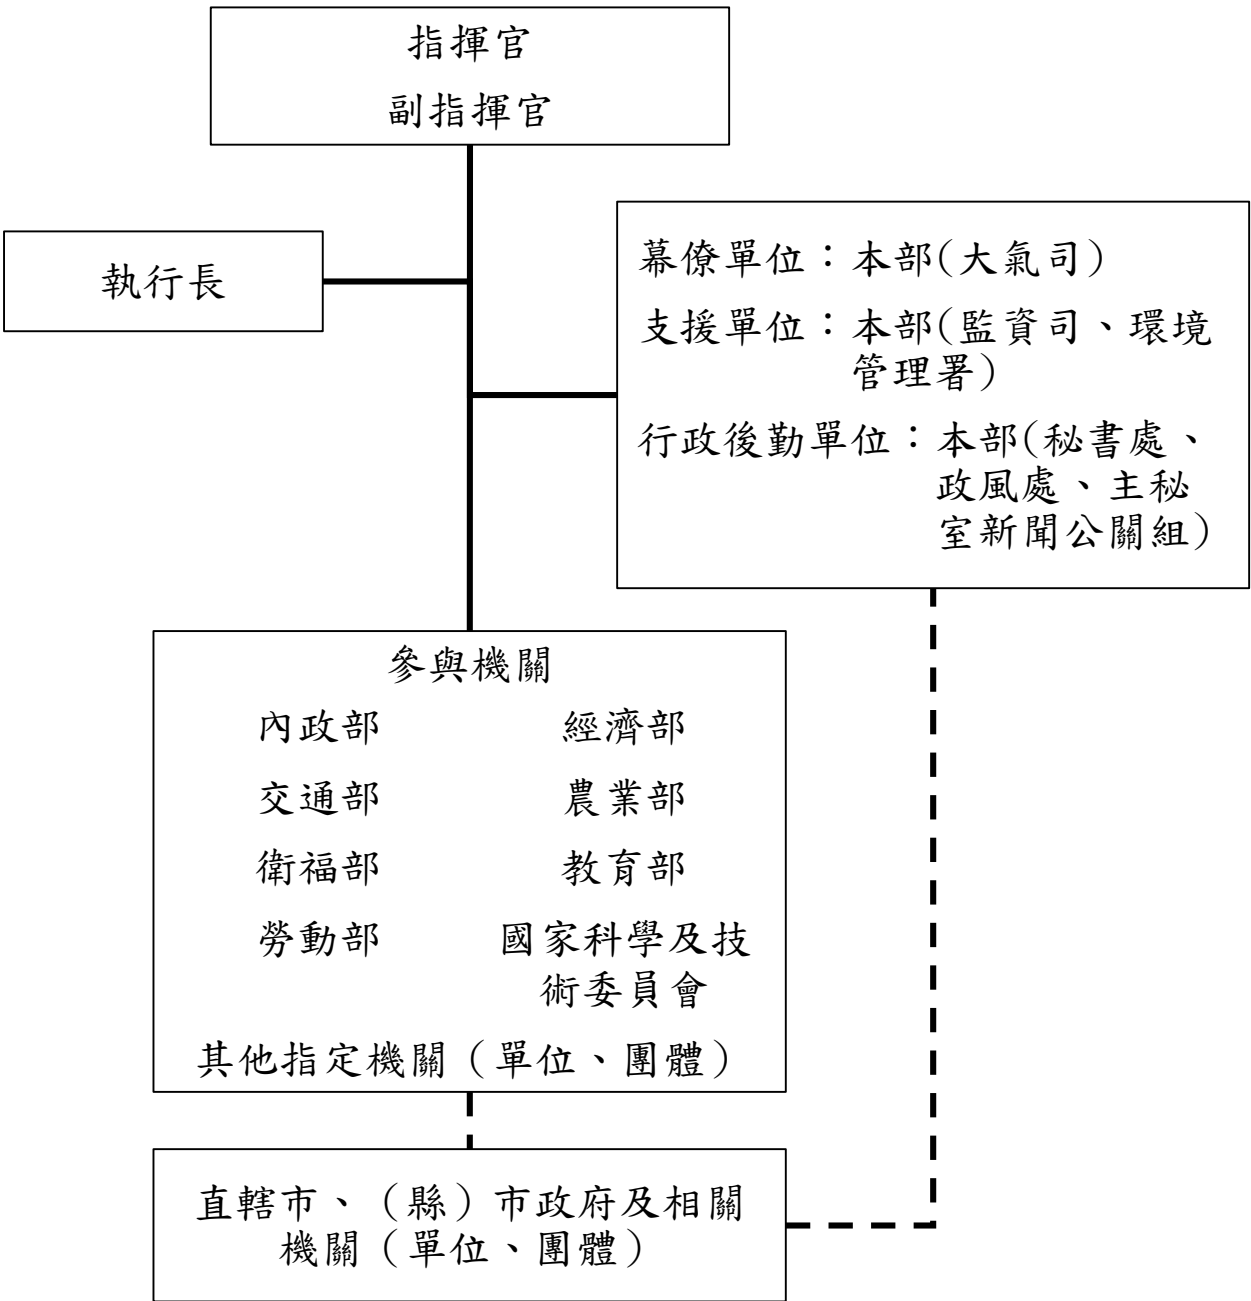 指揮官
副指揮官
執行長
幕僚單位：本部(大氣司)
支援單位：本部(監資司、環境
管理署)
行政後勤單位：本部(秘書處、
政風處、主秘
室新聞公關組)
參與機關
內政部 經濟部
交通部 農業部
衛福部 教育部
勞動部 國家科學及技
術委員會
其他指定機關（單位、團體）
直轄市、（縣）市政府及相關
機關（單位、團體）